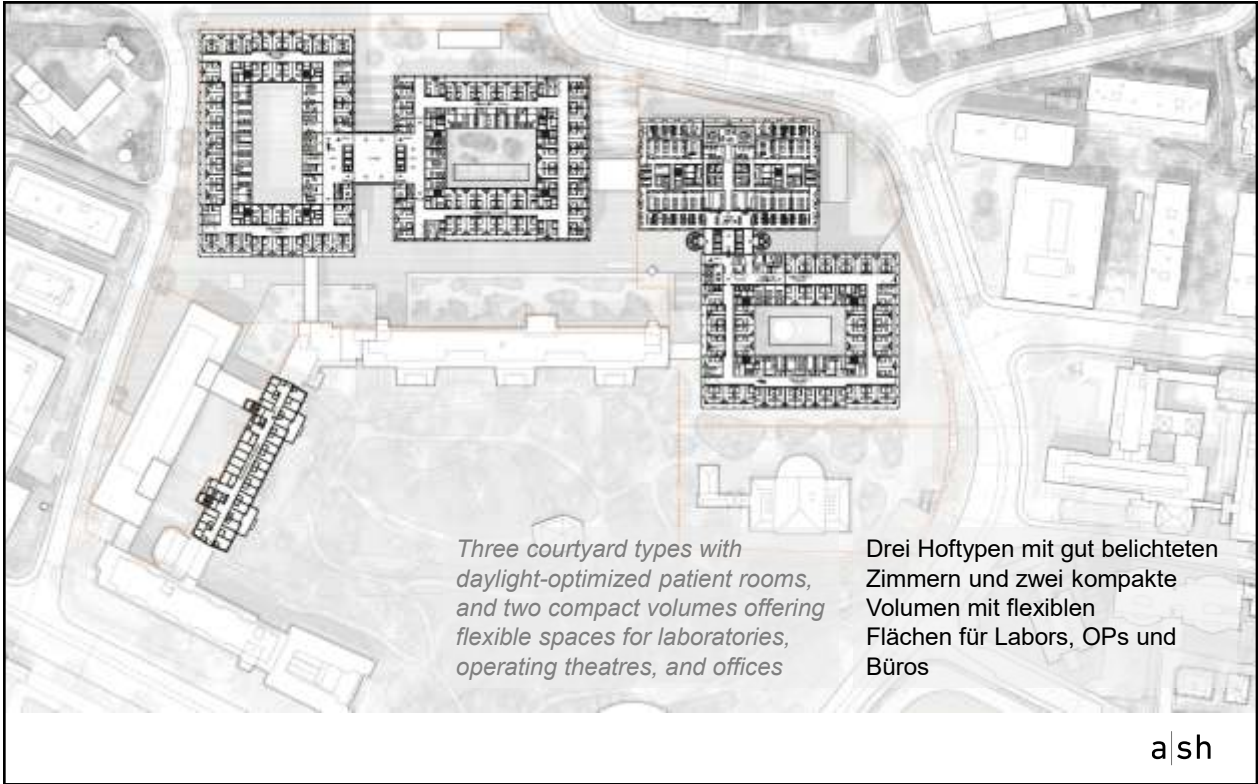 Three courtyard types with
daylight-optimized patient rooms,
and two compact volumes offering
flexible spaces for laboratories,
operating theatres, and offices
Drei Hoftypen mit gut belichteten
Zimmern und zwei kompakte
Volumen mit flexiblen
Flächen für Labors, OPs und
Büros
a|sh